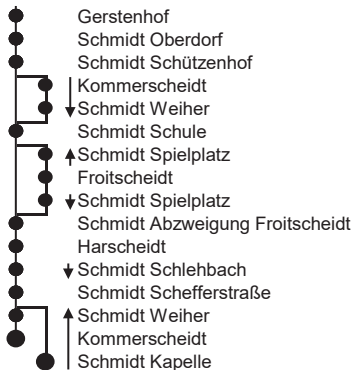 Gerstenhof
Schmidt Oberdorf
Schmidt Schützenhof
Kommerscheidt
Schmidt Weiher
Schmidt Schule
Schmidt Spielplatz
Froitscheidt
Schmidt Spielplatz
Schmidt Abzweigung Froitscheidt
Harscheidt
Schmidt Schlehbach
Schmidt Schefferstraße
Schmidt Weiher
Kommerscheidt
Schmidt Kapelle